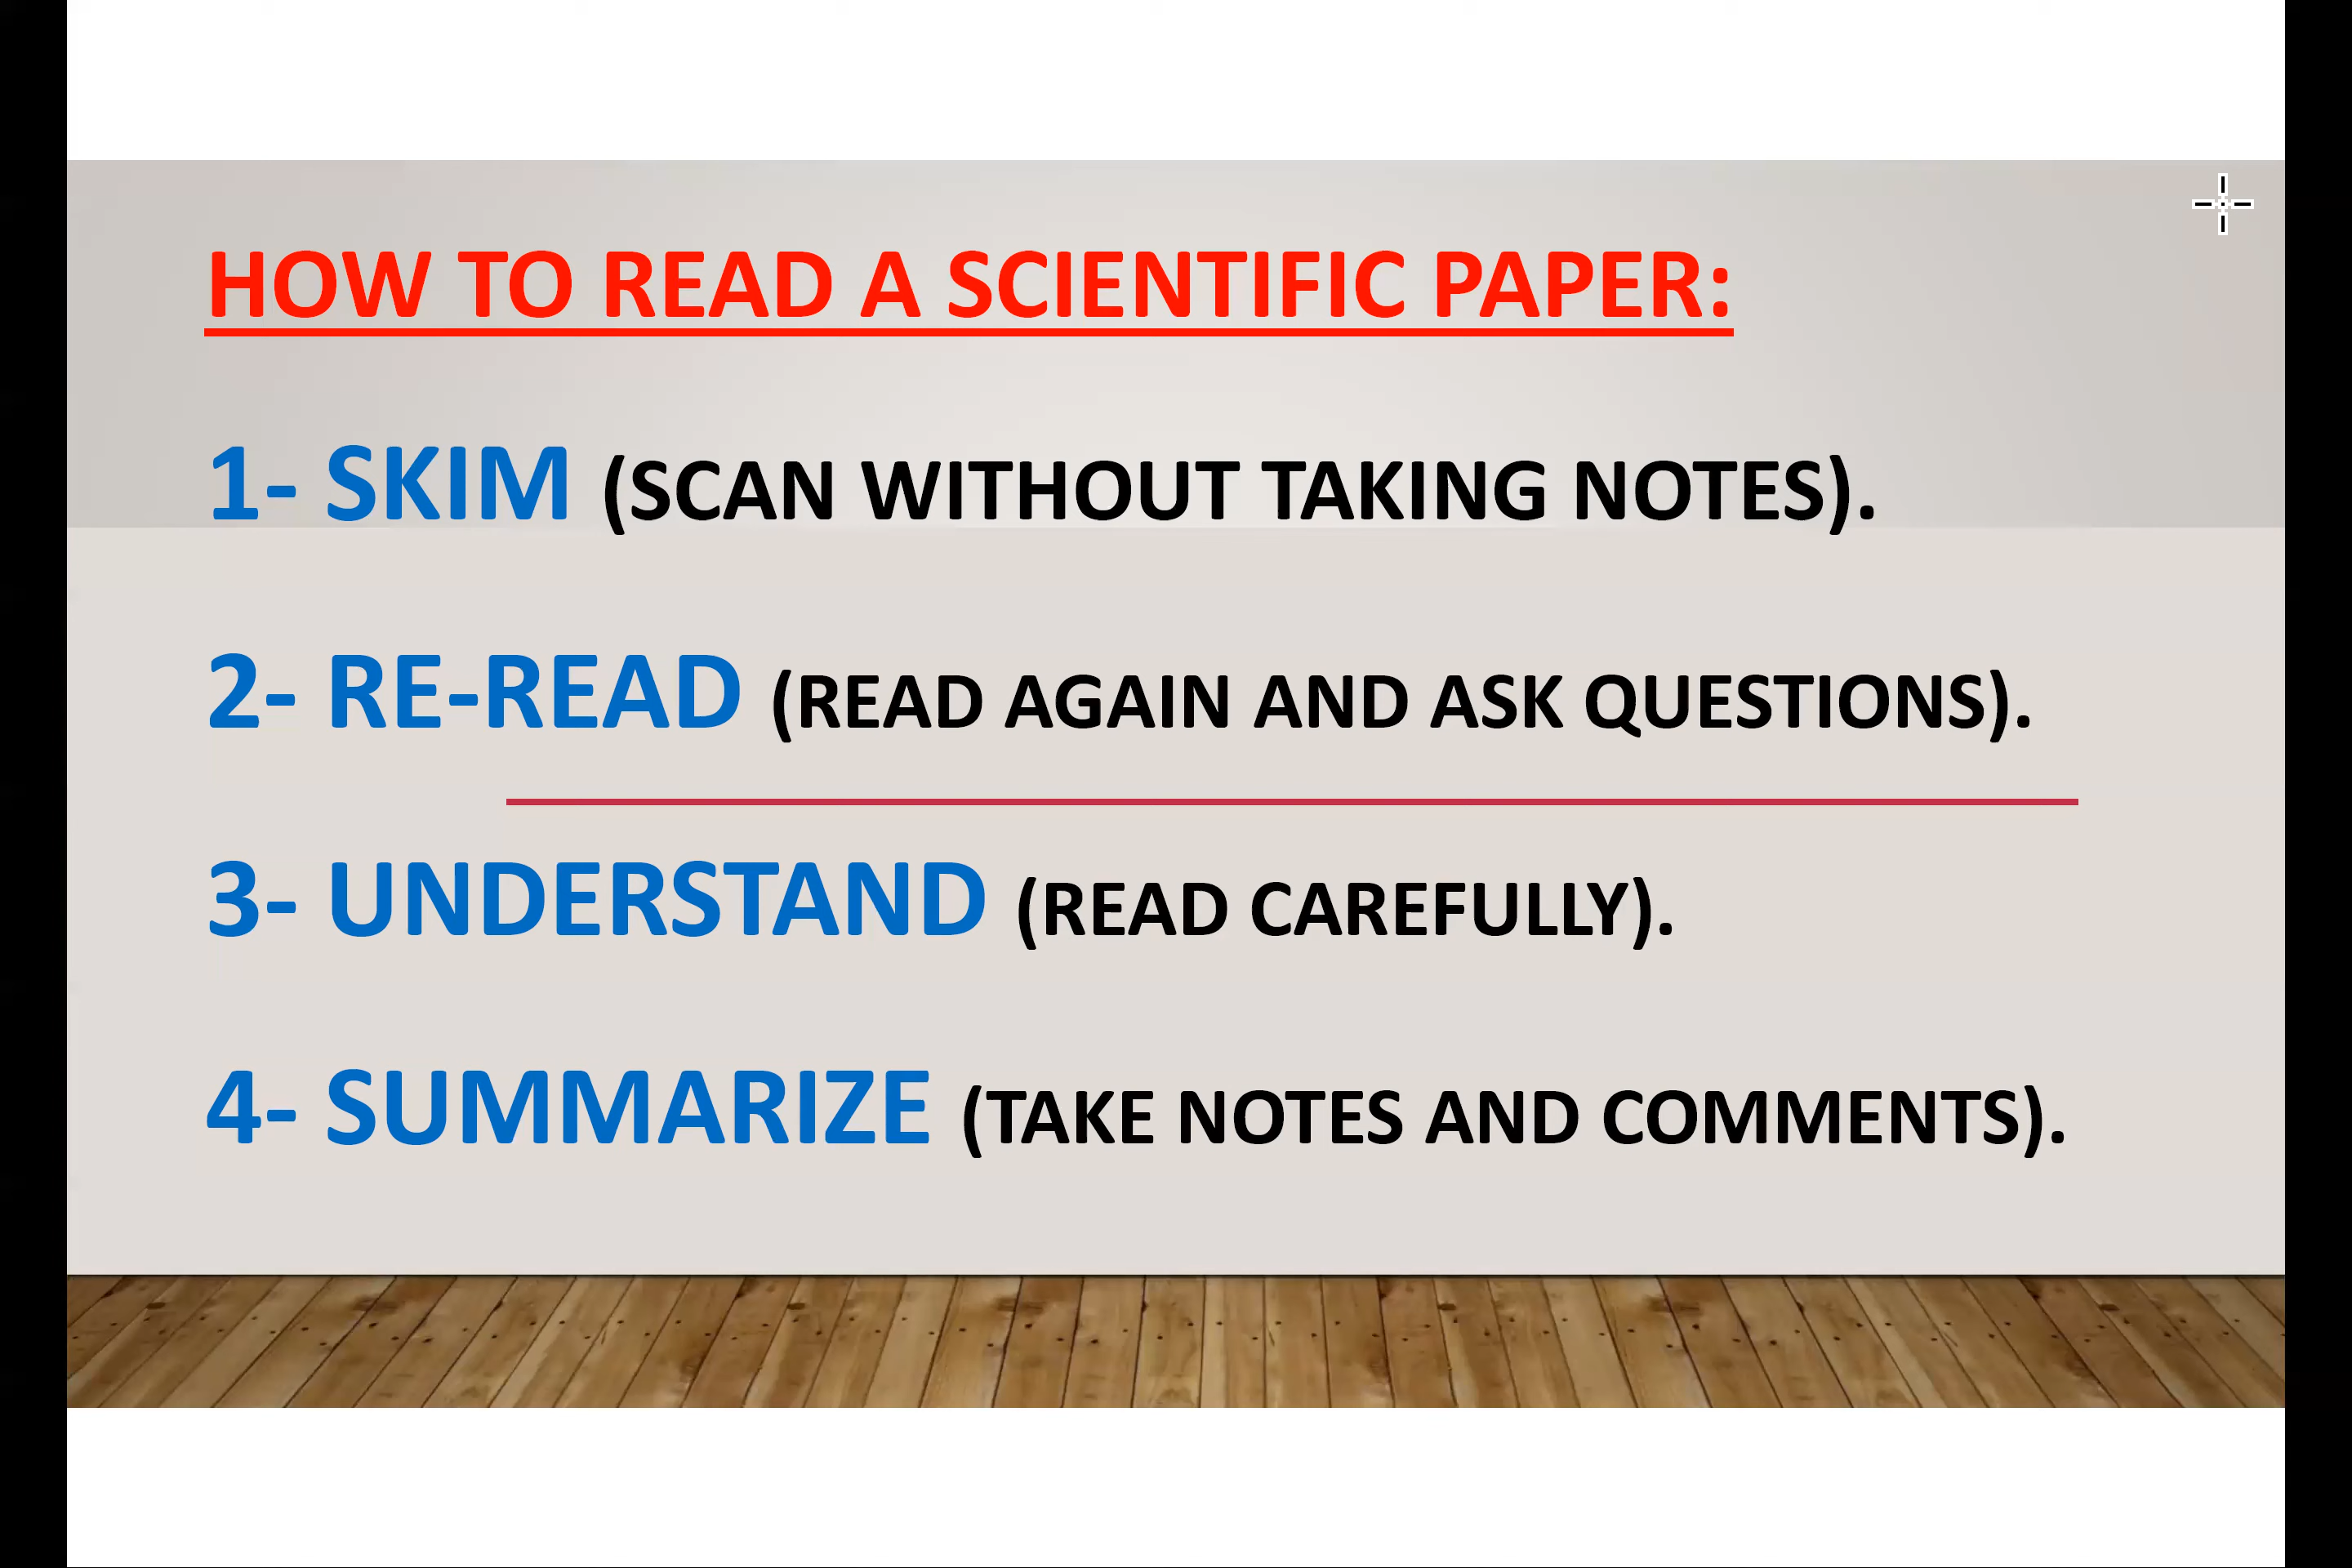 HOW TO READ A SCIENTIFIC PAPER:
1- SKIM (SCAN WITHOUT TAKING NOTES).
2- RE-READ (READ AGAIN AND ASK QUESTIONS).
3- UNDERSTAND (READ CAREFULLY).
4- SUMMARIZE (TAKE NOTES AND COMMENTS).